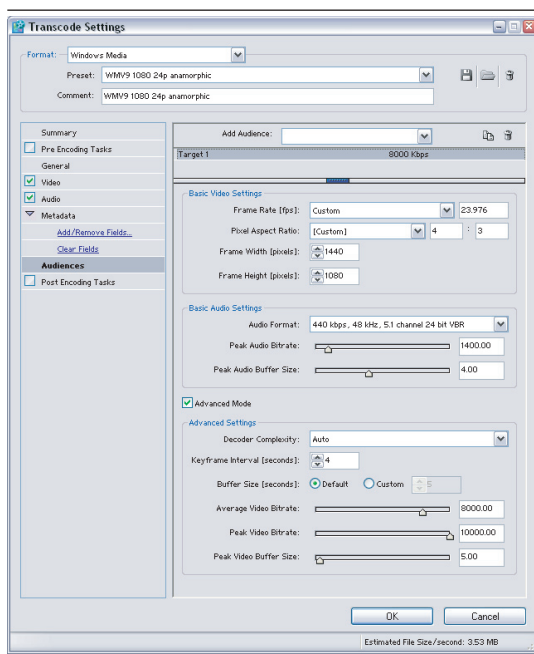 Transcode Settings
Format: Windows Media
Preset: WMV9 1080 24p anamorphic
Comment: WMV9 1080 24p anamorphic
Summary
Pre Encoding Tasks
General
Video
Audio
Metadata
Add/Remove Fields...
Clear Fields
Audiences
Post Encoding Tasks
Add Audience:
Target 1 8000 Kbps
Basic Video Settings
Frame Rate [fps]: Custom 23.976
Pixel Aspect Ratio: [Custom] 4 : 3
Frame Width [pixels]: 1440
Frame Height [pixels]: 1080
Basic Audio Settings
Audio Format: 440 kbps, 48 kHz, 5.1 channel 24 bit VBR
Peak Audio Bitrate: 1400.00
Peak Audio Buffer Size: 4.00
Advanced Mode
Advanced Settings
Decoder Complexity: Auto
Keyframe Interval [seconds]: 4
Buffer Size [seconds]: Default Custom 5
Average Video Bitrate: 8000.00
Peak Video Bitrate: 10000.00
Peak Video Buffer Size: 5.00
OK Cancel
Estimated File Size/second: 3.53 MB